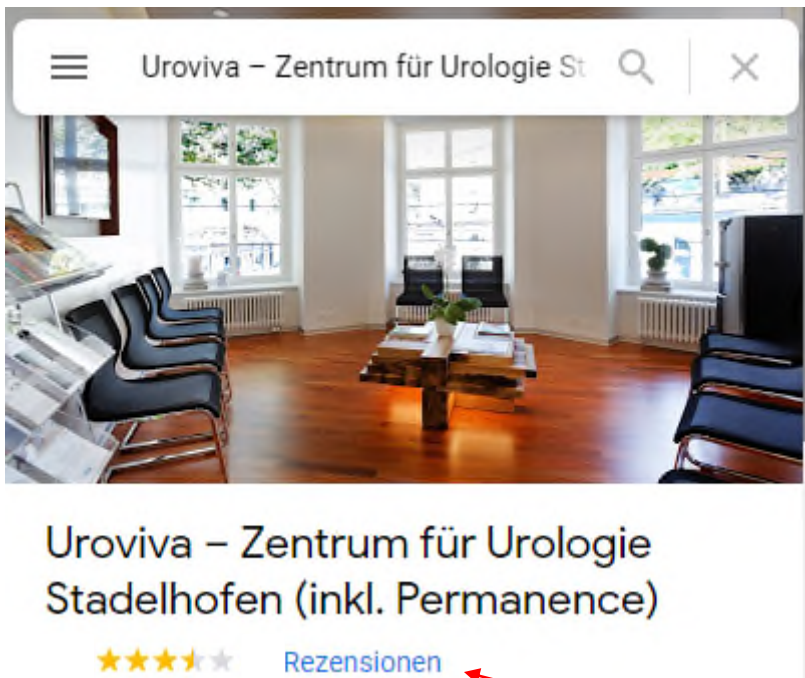 Uroviva – Zentrum für Urologie St
Uroviva – Zentrum für Urologie
Stadelhofen (inkl. Permanence)
Rezensionen